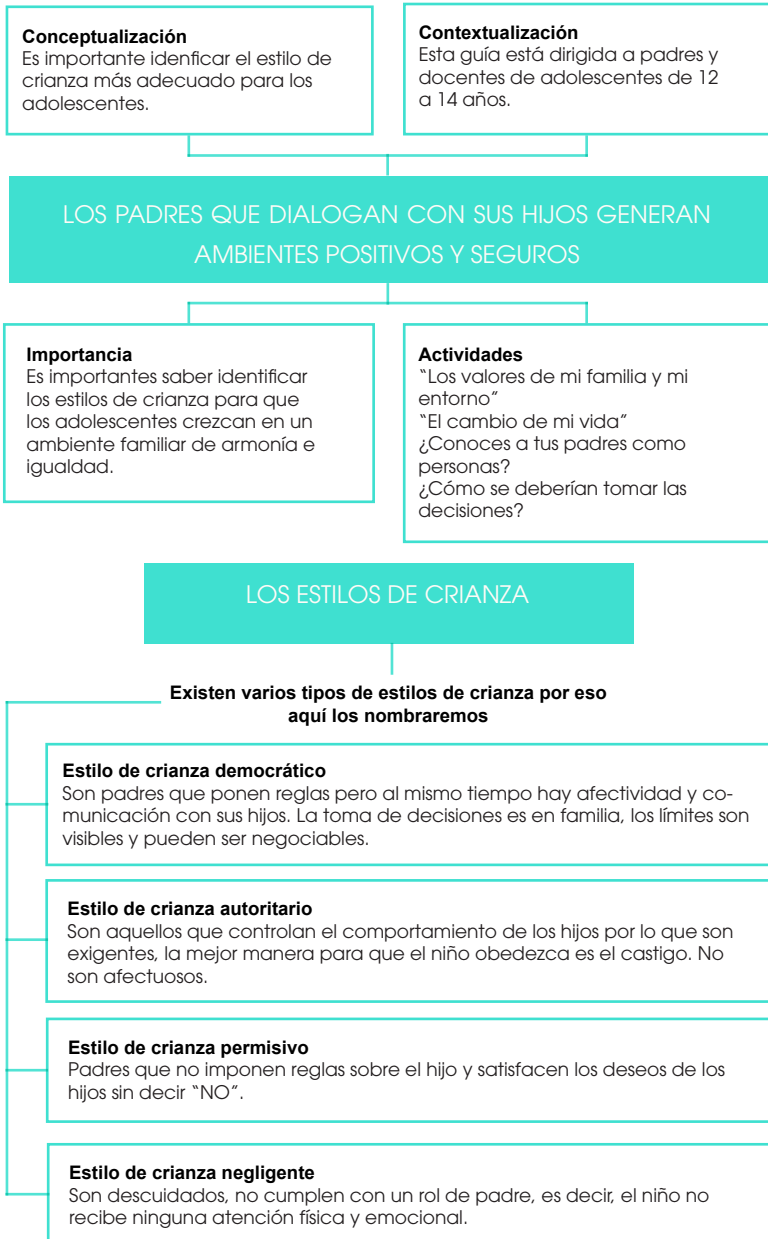 Conceptualización
Es importante idenficar el estilo de
crianza más adecuado para los
adolescentes.
Contextualización
Esta guía está dirigida a padres y
docentes de adolescentes de 12
a 14 años.
LOS PADRES QUE DIALOGAN CON SUS HIJOS GENERAN
AMBIENTES POSITIVOS Y SEGUROS
Importancia
Es importantes saber identificar
los estilos de crianza para que
los adolescentes crezcan en un
ambiente familiar de armonía e
igualdad.
Actividades
“Los valores de mi familia y mi
entorno”
“El cambio de mi vida”
¿Conoces a tus padres como
personas?
¿Cómo se deberían tomar las
decisiones?
LOS ESTILOS DE CRIANZA
Existen varios tipos de estilos de crianza por eso
aquí los nombraremos
Estilo de crianza democrático
Son padres que ponen reglas pero al mismo tiempo hay afectividad y co-
municación con sus hijos. La toma de decisiones es en familia, los límites son
visibles y pueden ser negociables.
Estilo de crianza autoritario
Son aquellos que controlan el comportamiento de los hijos por lo que son
exigentes, la mejor manera para que el niño obedezca es el castigo. No
son afectuosos.
Estilo de crianza permisivo
Padres que no imponen reglas sobre el hijo y satisfacen los deseos de los
hijos sin decir “NO”.
Estilo de crianza negligente
Son descuidados, no cumplen con un rol de padre, es decir, el niño no
recibe ninguna atención física y emocional.